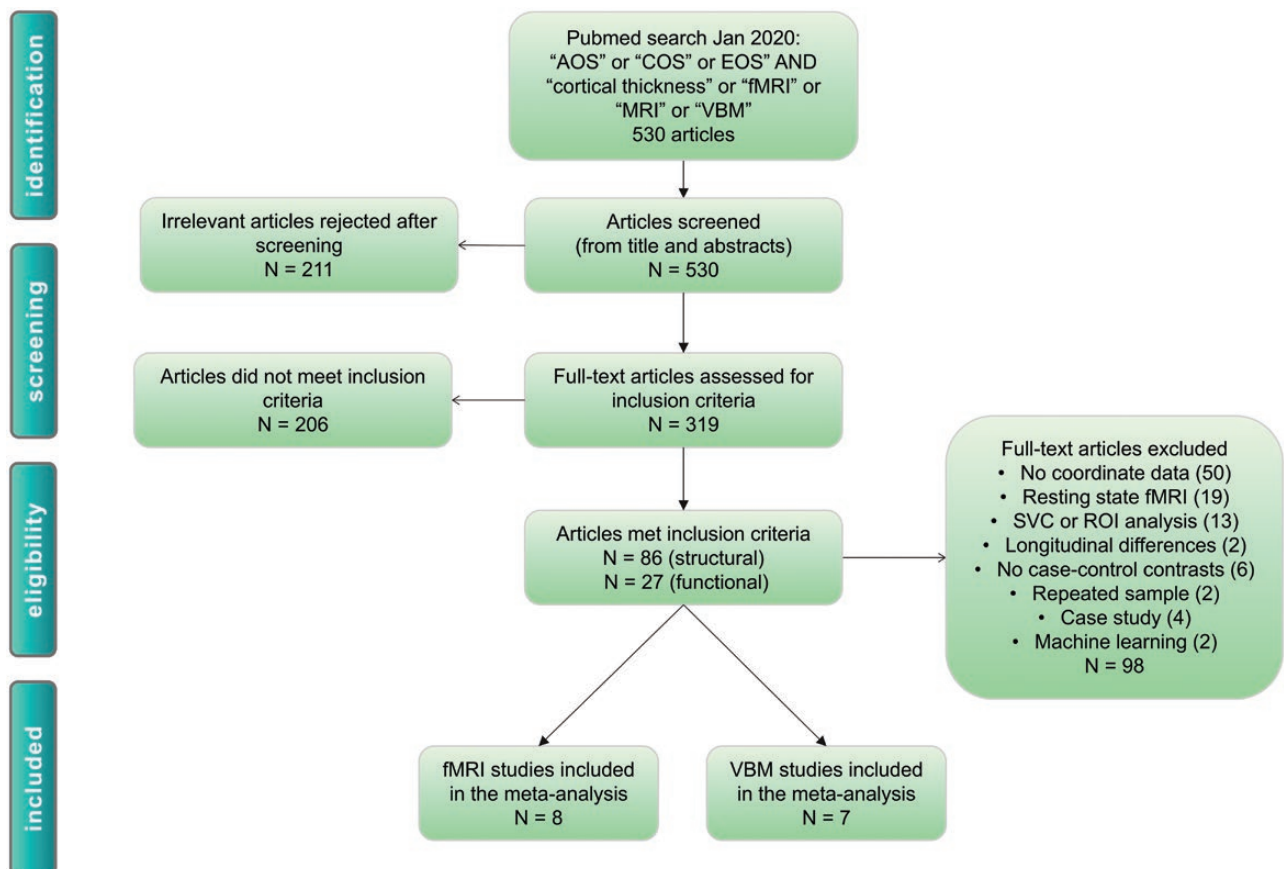 identification
Pubmed search Jan 2020:
“AOS” or “COS” or EOS” AND
“cortical thickness” or “fMRI” or
“MRI” or “VBM”
530 articles
Irrelevant articles rejected after
screening
N = 211
Articles screened
(from title and abstracts)
N = 530
screening
Articles did not meet inclusion
criteria
N = 206
Full-text articles assessed for
inclusion criteria
N = 319
eligibility
Articles met inclusion criteria
N = 86 (structural)
N = 27 (functional)
Full-text articles excluded
• No coordinate data (50)
• Resting state fMRI (19)
• SVC or ROI analysis (13)
• Longitudinal differences (2)
• No case-control contrasts (6)
• Repeated sample (2)
• Case study (4)
• Machine learning (2)
N = 98
included
fMRI studies included
in the meta-analysis
N = 8
VBM studies included
in the meta-analysis
N = 7